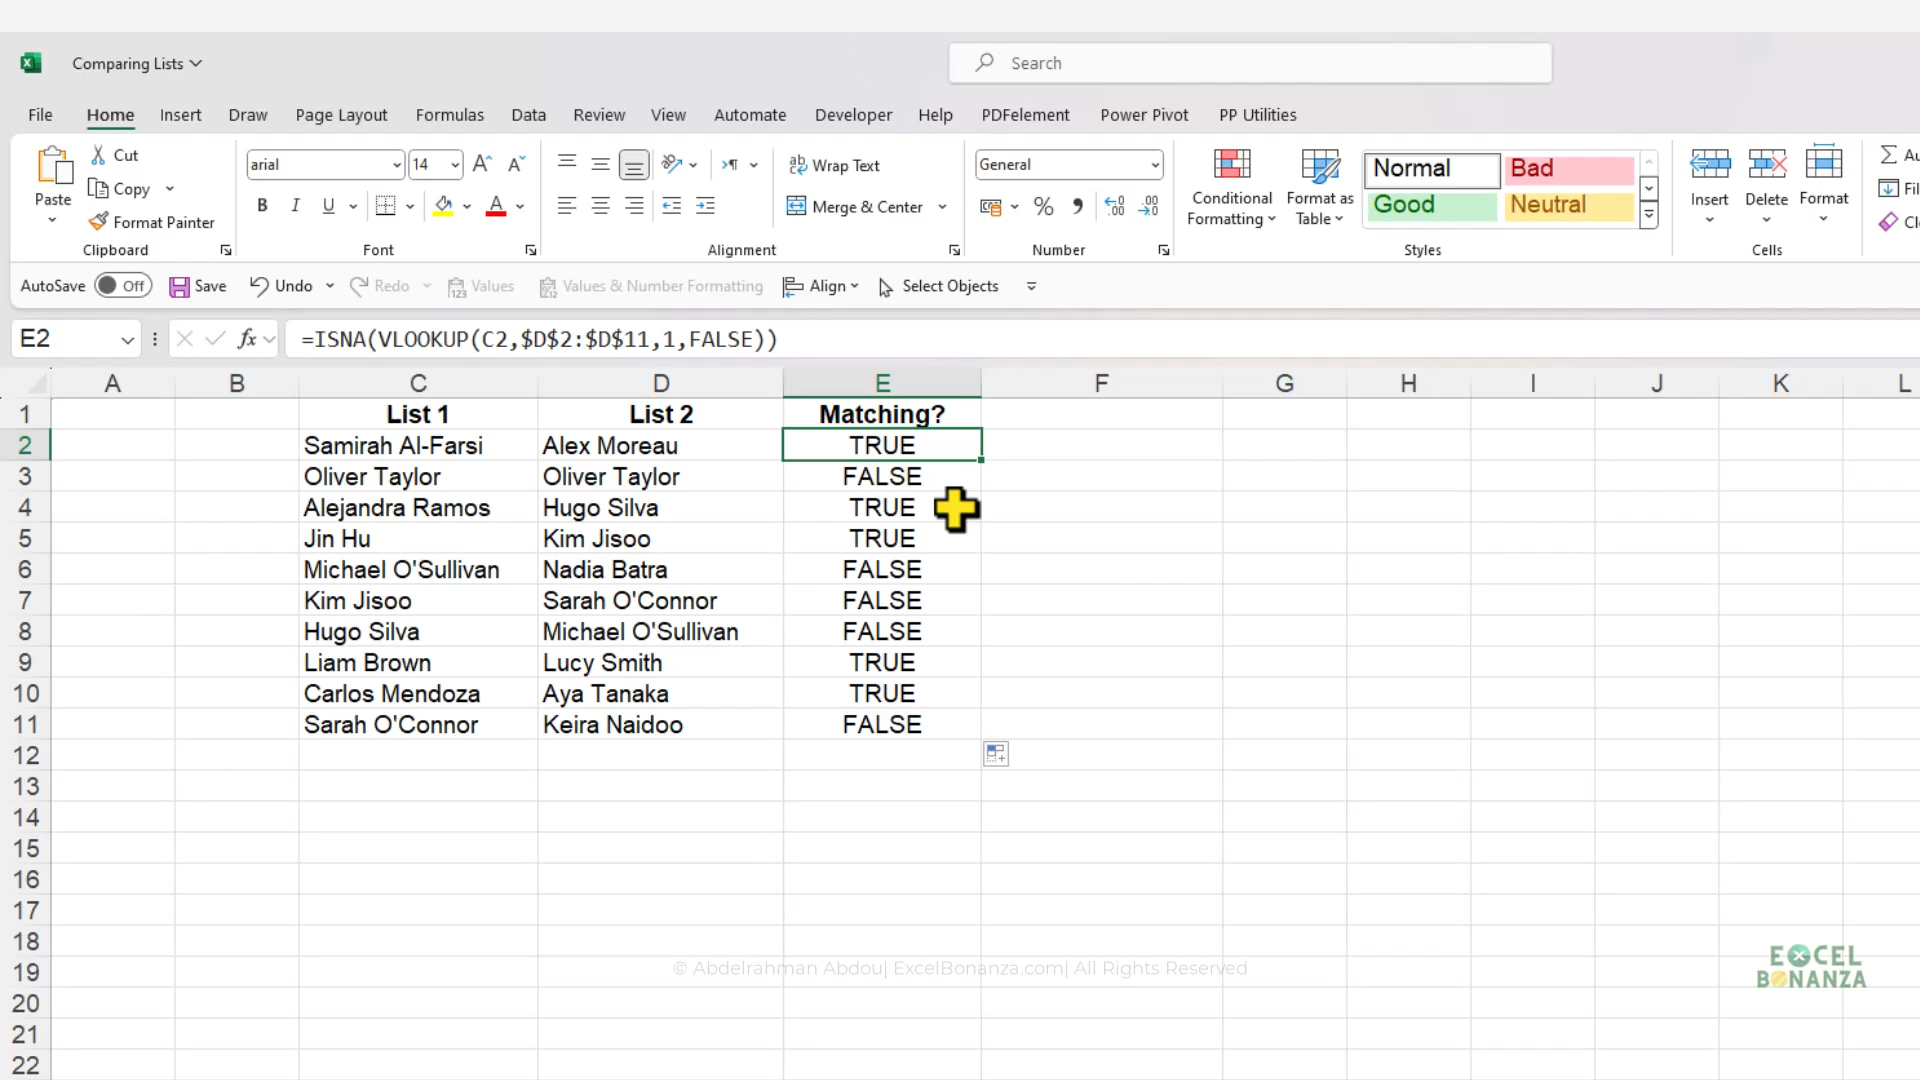 Comparing Lists
Search
File Home Insert Draw Page Layout Formulas Data Review View Automate Developer Help PDFelement Power Pivot PP Utilities
Paste
Cut
Copy
Format Painter
Clipboard
arial 14
B I U
Font
Wrap Text
Merge & Center
Alignment
General
Number
Conditional Formatting
Format as Table
Normal Bad
Good Neutral
Styles
Insert Delete Format
Cells
AutoSave Off Save Undo Redo Values Values & Number Formatting Align Select Objects
E2 fx =ISNA(VLOOKUP(C2,$D$2:$D$11,1,FALSE))
A B C D E F G H I J K L
1 List 1 List 2 Matching?
2 Samirah Al-Farsi Alex Moreau TRUE
3 Oliver Taylor Oliver Taylor FALSE
4 Alejandra Ramos Hugo Silva TRUE
5 Jin Hu Kim Jisoo TRUE
6 Michael O'Sullivan Nadia Batra FALSE
7 Kim Jisoo Sarah O'Connor FALSE
8 Hugo Silva Michael O'Sullivan FALSE
9 Liam Brown Lucy Smith TRUE
10 Carlos Mendoza Aya Tanaka TRUE
11 Sarah O'Connor Keira Naidoo FALSE
12
13
14
15
16
17
18
19
20
21
22
© Abdelrahman Abdou| ExcelBonanza.com| All Rights Reserved
EXCEL
BONANZA